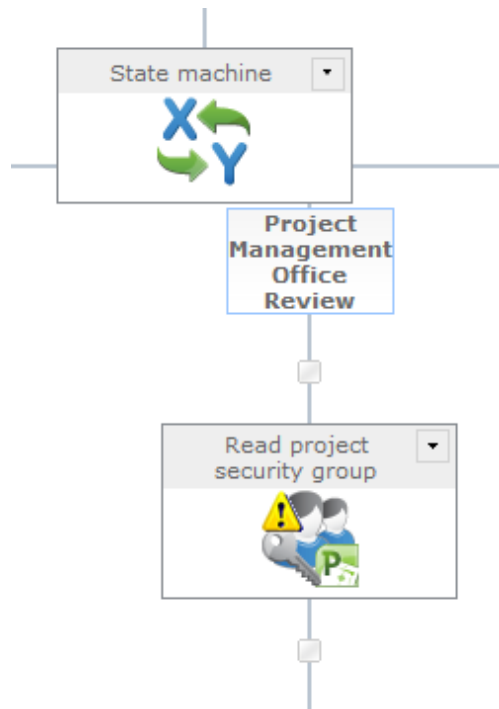 State machine
X
Y
Project
Management
Office
Review
Read project
security group
P